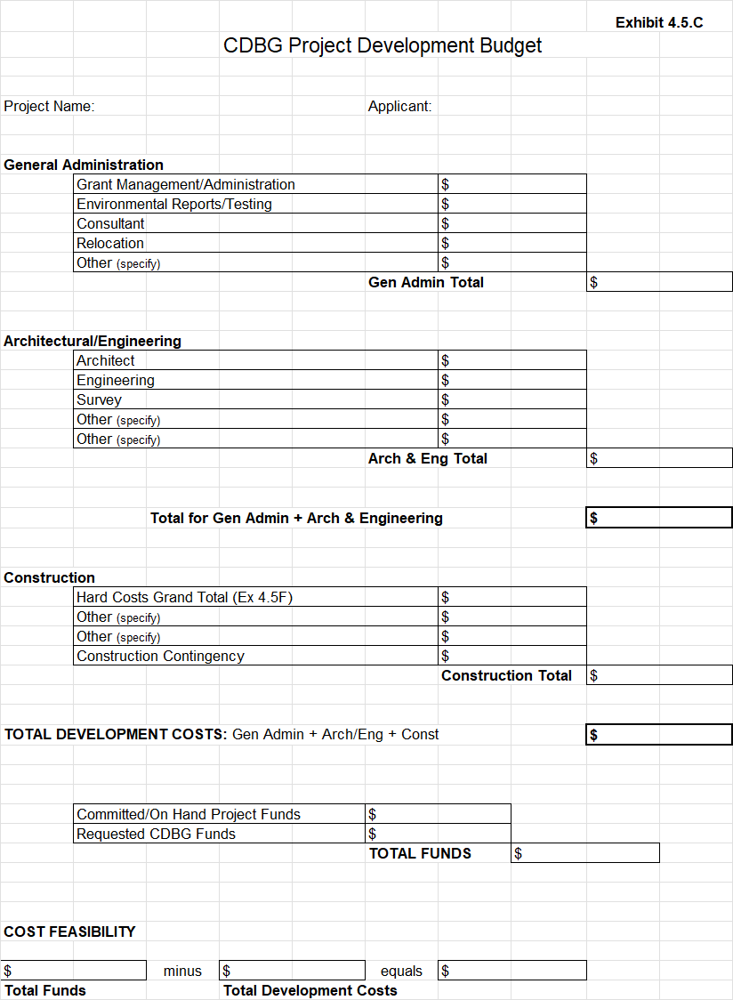 Exhibit 4.5.C
CDBG Project Development Budget
Project Name: Applicant:
General Administration
Grant Management/Administration $
Environmental Reports/Testing $
Consultant $
Relocation $
Other (specify) $
Gen Admin Total $
Architectural/Engineering
Architect $
Engineering $
Survey $
Other (specify) $
Other (specify) $
Arch & Eng Total $
Total for Gen Admin + Arch & Engineering $
Construction
Hard Costs Grand Total (Ex 4.5F) $
Other (specify) $
Other (specify) $
Construction Contingency $
Construction Total $
TOTAL DEVELOPMENT COSTS: Gen Admin + Arch/Eng + Const $
Committed/On Hand Project Funds $
Requested CDBG Funds $
TOTAL FUNDS $
COST FEASIBILITY
$ minus $ equals $
Total Funds Total Development Costs